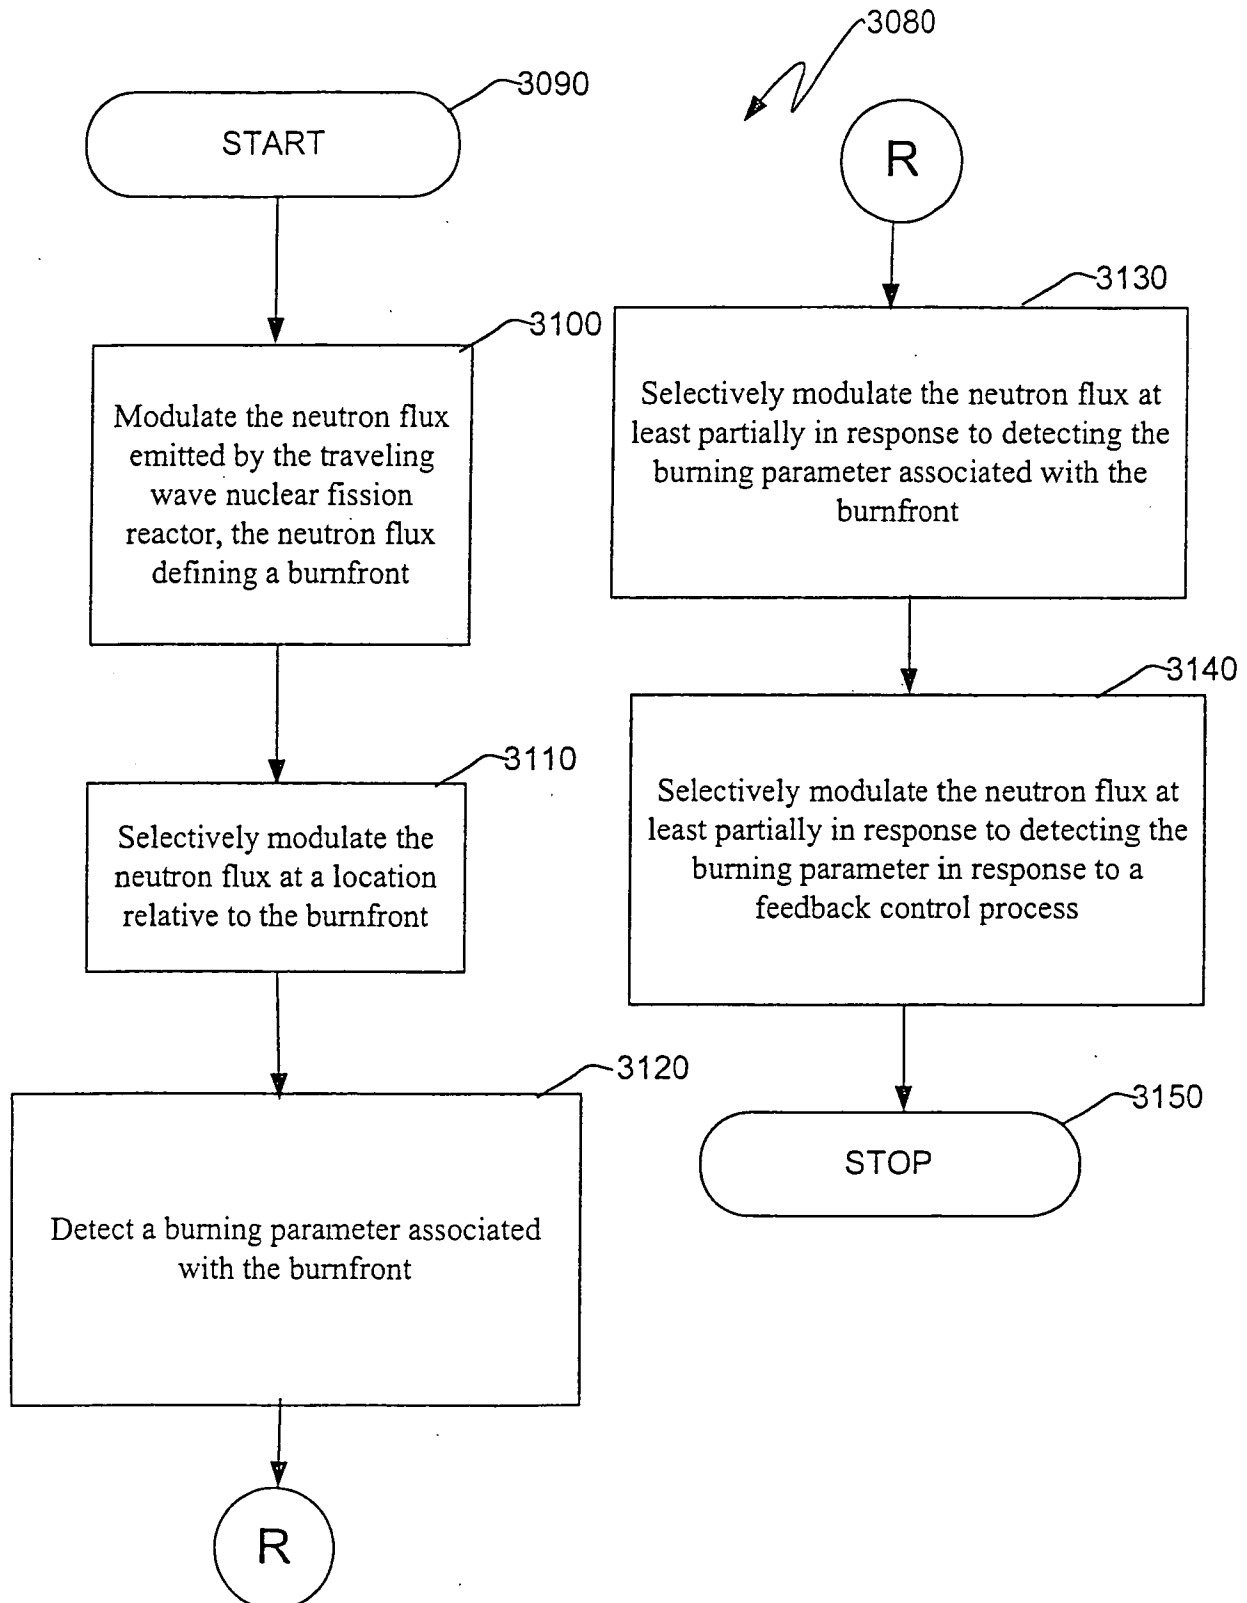 3090
START
3100
Modulate the neutron flux
emitted by the traveling
wave nuclear fission
reactor, the neutron flux
defining a burnfront
3110
Selectively modulate the
neutron flux at a location
relative to the burnfront
3120
Detect a burning parameter associated
with the burnfront
R
3080
R
3130
Selectively modulate the neutron flux at
least partially in response to detecting the
burning parameter associated with the
burnfront
3140
Selectively modulate the neutron flux at
least partially in response to detecting the
burning parameter in response to a
feedback control process
3150
STOP